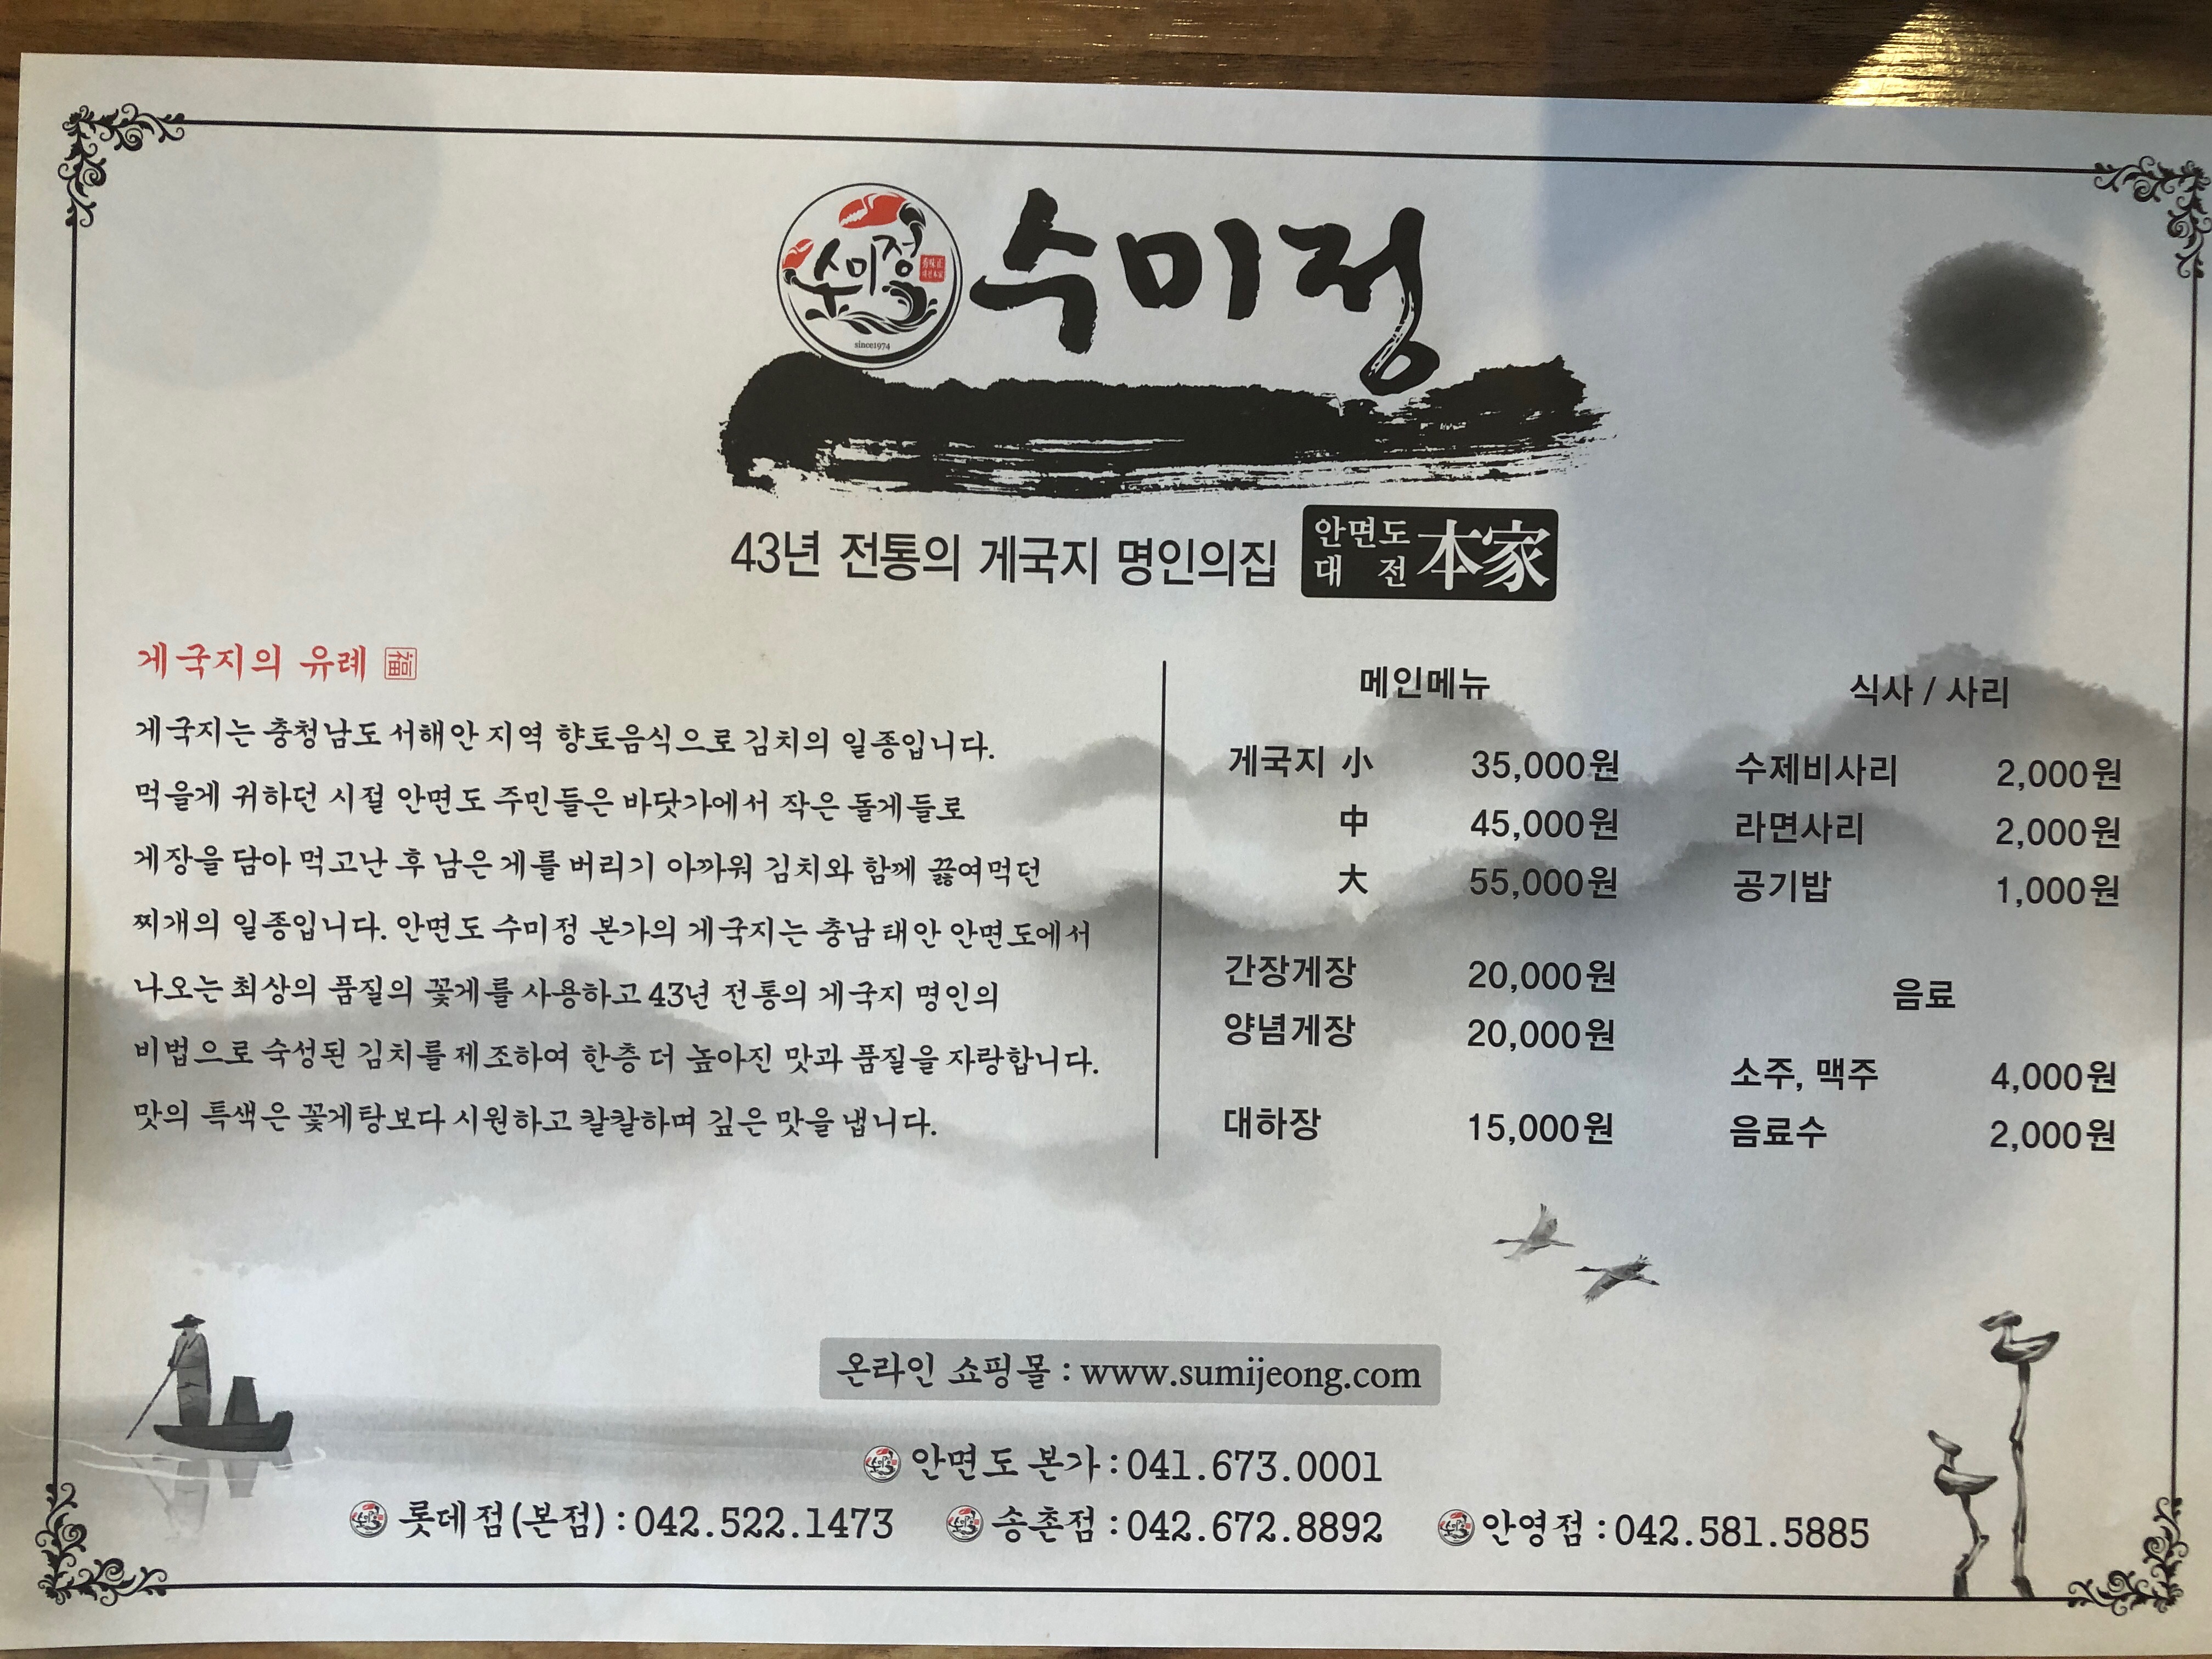 수미정
since1974
수미정
43년 전통의 게국지 명인의집
안면도
대 전
本家
게국지의 유례 福
게국지는 충청남도 서해안 지역 향토음식으로 김치의 일종입니다.
먹을게 귀하던 시절 안면도 주민들은 바닷가에서 작은 돌게들로
게장을 담아 먹고난 후 남은 게를 버리기 아까워 김치와 함께 끓여먹던
찌개의 일종입니다. 안면도 수미정 본가의 게국지는 충남 태안 안면도에서
나오는 최상의 품질의 꽃게를 사용하고 43년 전통의 게국지 명인의
비법으로 숙성된 김치를 제조하여 한층 더 높아진 맛과 품질을 자랑합니다.
맛의 특색은 꽃게탕보다 시원하고 칼칼하며 깊은 맛을 냅니다.
메인메뉴
게국지 小 35,000원
中 45,000원
大 55,000원
간장게장 20,000원
양념게장 20,000원
대하장 15,000원
식사 / 사리
수제비사리 2,000원
라면사리 2,000원
공기밥 1,000원
음료
소주, 맥주 4,000원
음료수 2,000원
온라인 쇼핑몰 : www.sumijeong.com
안면도 본가 : 041.673.0001
롯데점(본점) : 042.522.1473 송촌점 : 042.672.8892 안영점 : 042.581.5885